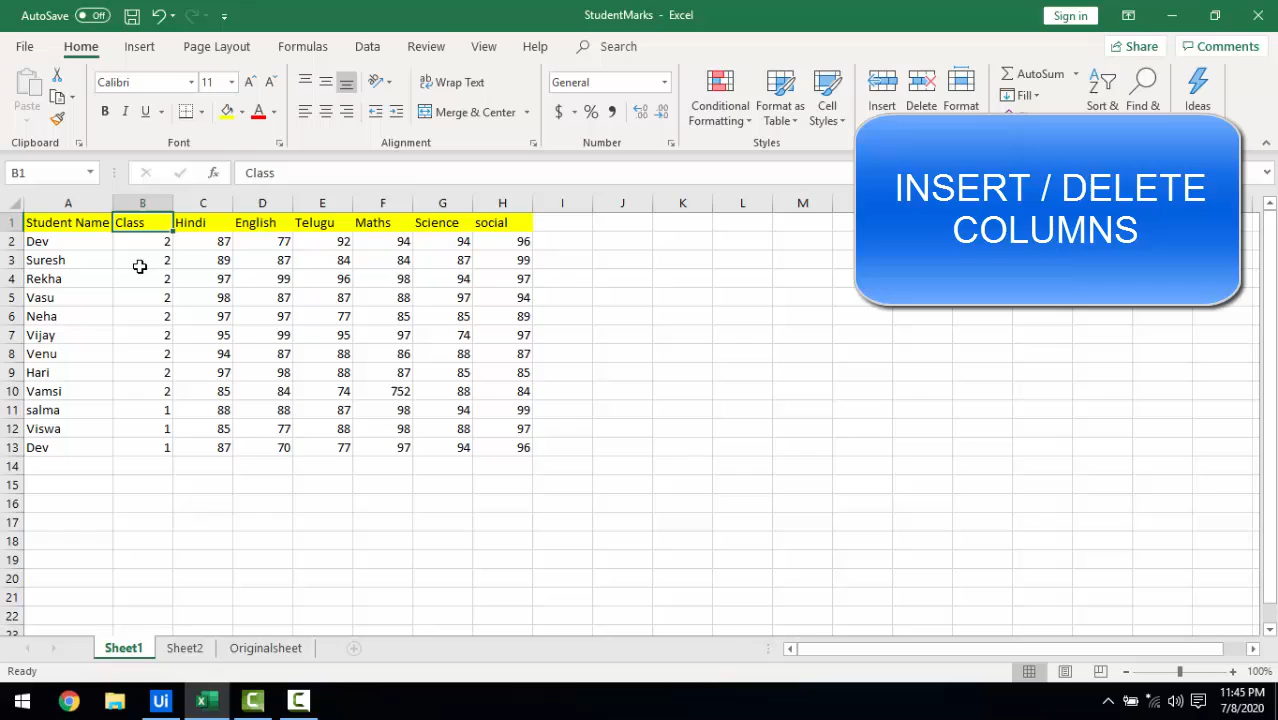 AutoSave Off StudentMarks - Excel Sign in
File Home Insert Page Layout Formulas Data Review View Help Search Share Comments
Paste Calibri 11 A A Wrap Text General Conditional Formatting Format as Table Cell Styles Insert Delete Format AutoSum Fill Sort & Find & Ideas
B I U A Merge & Center $ % ,
Clipboard Font Alignment Number Styles
INSERT / DELETE
COLUMNS
B1 fx Class
A B C D E F G H I J K L M
1 Student Name Class Hindi English Telugu Maths Science social
2 Dev 2 87 77 92 94 94 96
3 Suresh 2 89 87 84 84 87 99
4 Rekha 2 97 99 96 98 94 97
5 Vasu 2 98 87 87 88 97 94
6 Neha 2 97 97 77 85 85 89
7 Vijay 2 95 99 95 97 74 97
8 Venu 2 94 87 88 86 88 87
9 Hari 2 97 98 88 87 85 85
10 Vamsi 2 85 84 74 752 88 84
11 salma 1 88 88 87 98 94 99
12 Viswa 1 85 77 88 98 88 97
13 Dev 1 87 70 77 97 94 96
14
15
16
17
18
19
20
21
22
23
Sheet1 Sheet2 Originalsheet
Ready 100%
Ui 11:45 PM
7/8/2020